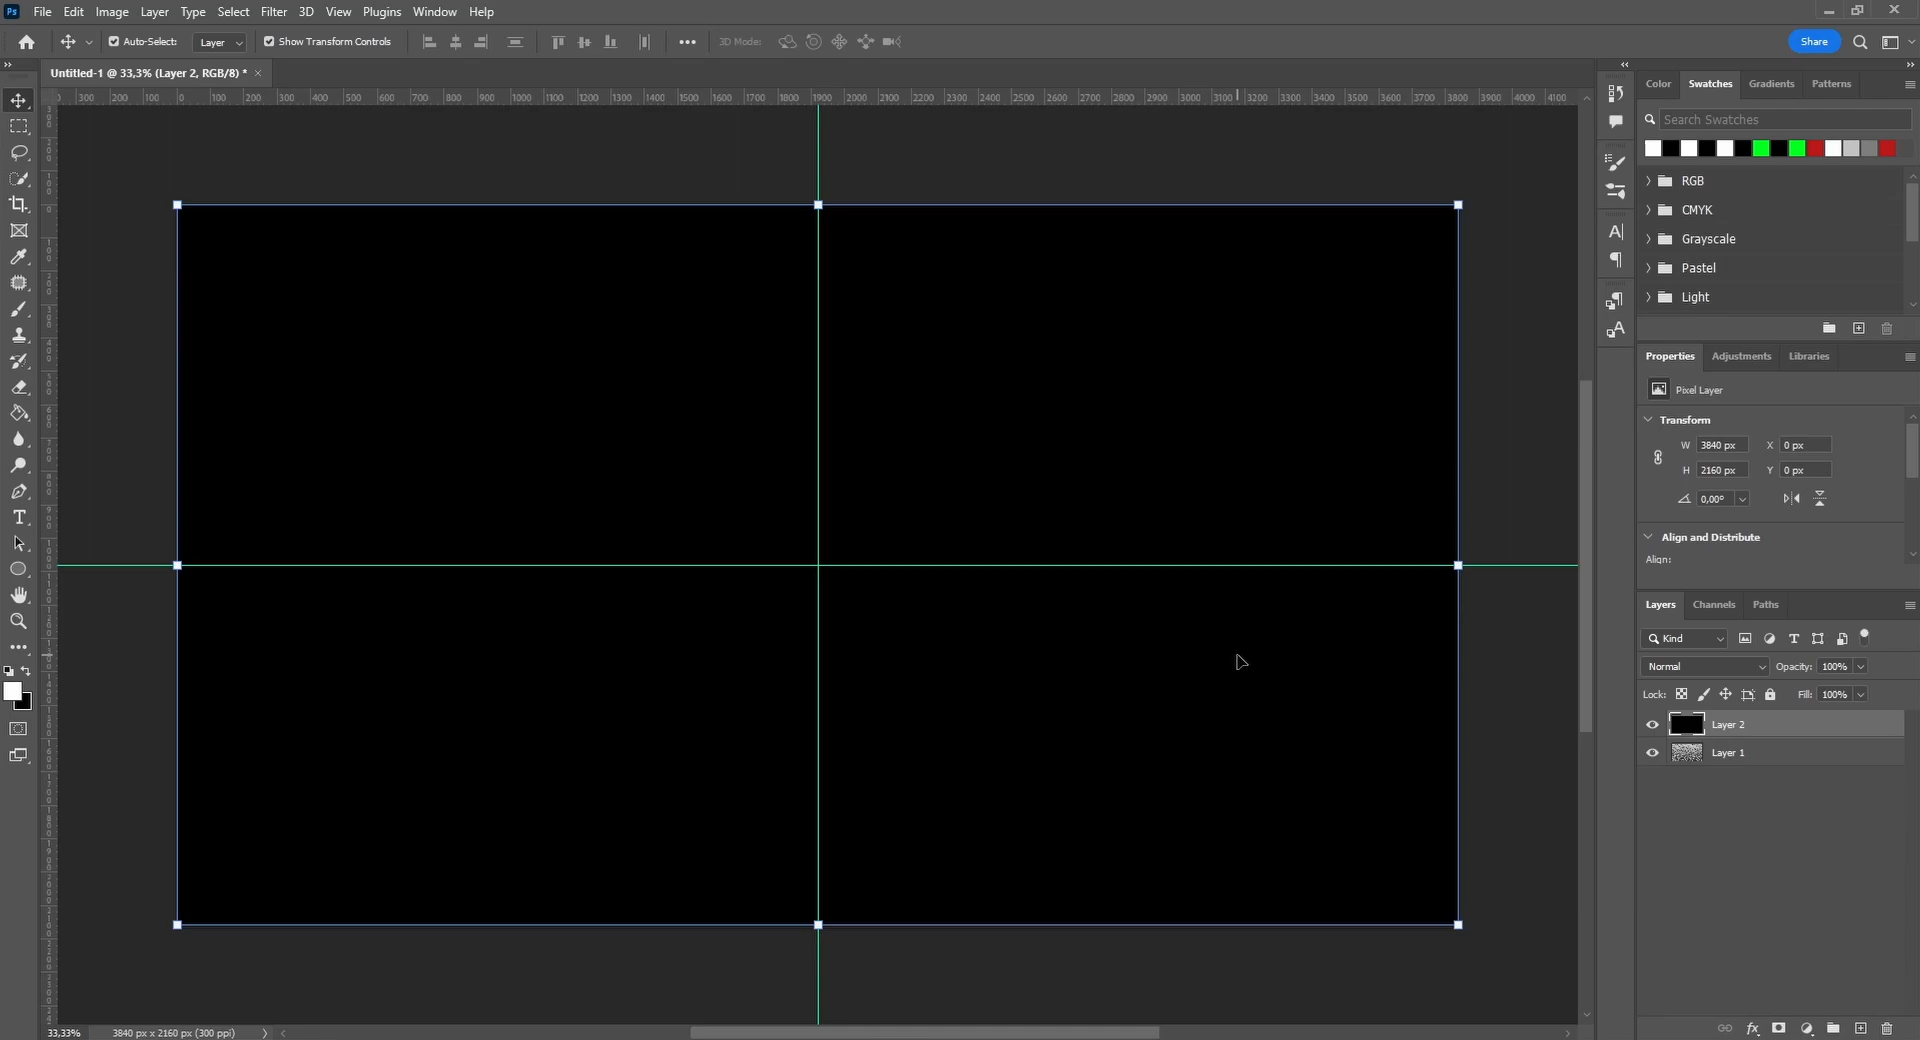 Ps File Edit Image Layer Type Select Filter 3D View Plugins Window Help
Auto-Select: Layer Show Transform Controls 3D Mode: Share
Untitled-1 @ 33,3% (Layer 2, RGB/8) *
300 200 100 0 100 200 300 400 500 600 700 800 900 1000 1100 1200 1300 1400 1500 1600 1700 1800 1900 2000 2100 2200 2300 2400 2500 2600 2700 2800 2900 3000 3100 3200 3300 3400 3500 3600 3700 3800 3900 4000 4100
Color Swatches Gradients Patterns
Search Swatches
RGB
CMYK
Grayscale
Pastel
Light
Properties Adjustments Libraries
Pixel Layer
Transform
W 3840 px X 0 px
H 2160 px Y 0 px
0,00°
Align and Distribute
Align:
Layers Channels Paths
Kind
Normal Opacity: 100%
Lock: Fill: 100%
Layer 2
Layer 1
33,33% 3840 px x 2160 px (300 ppi)